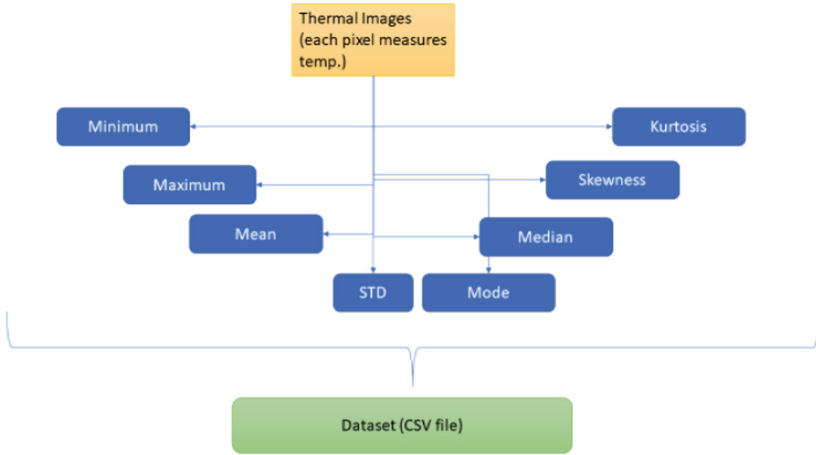 Thermal Images
(each pixel measures
temp.)
Minimum
Kurtosis
Maximum
Skewness
Mean
Median
STD
Mode
Dataset (CSV file)